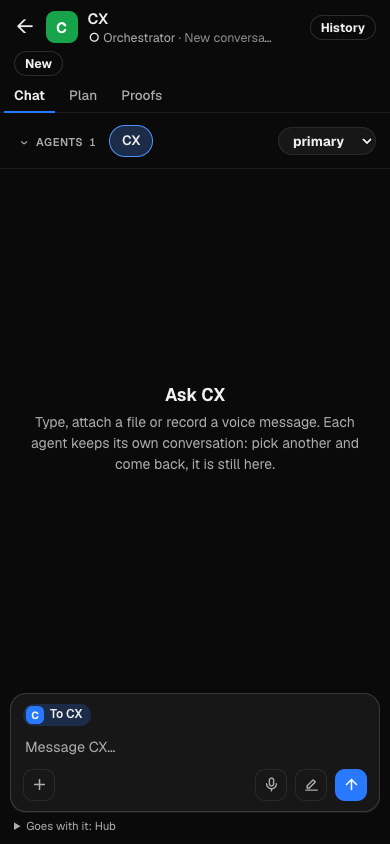 C
CX
Orchestrator · New conversa...
History
New
Chat
Plan
Proofs
AGENTS 1
CX
primary
Ask CX
Type, attach a file or record a voice message. Each
agent keeps its own conversation: pick another and
come back, it is still here.
C
To CX
Message CX...
Goes with it: Hub